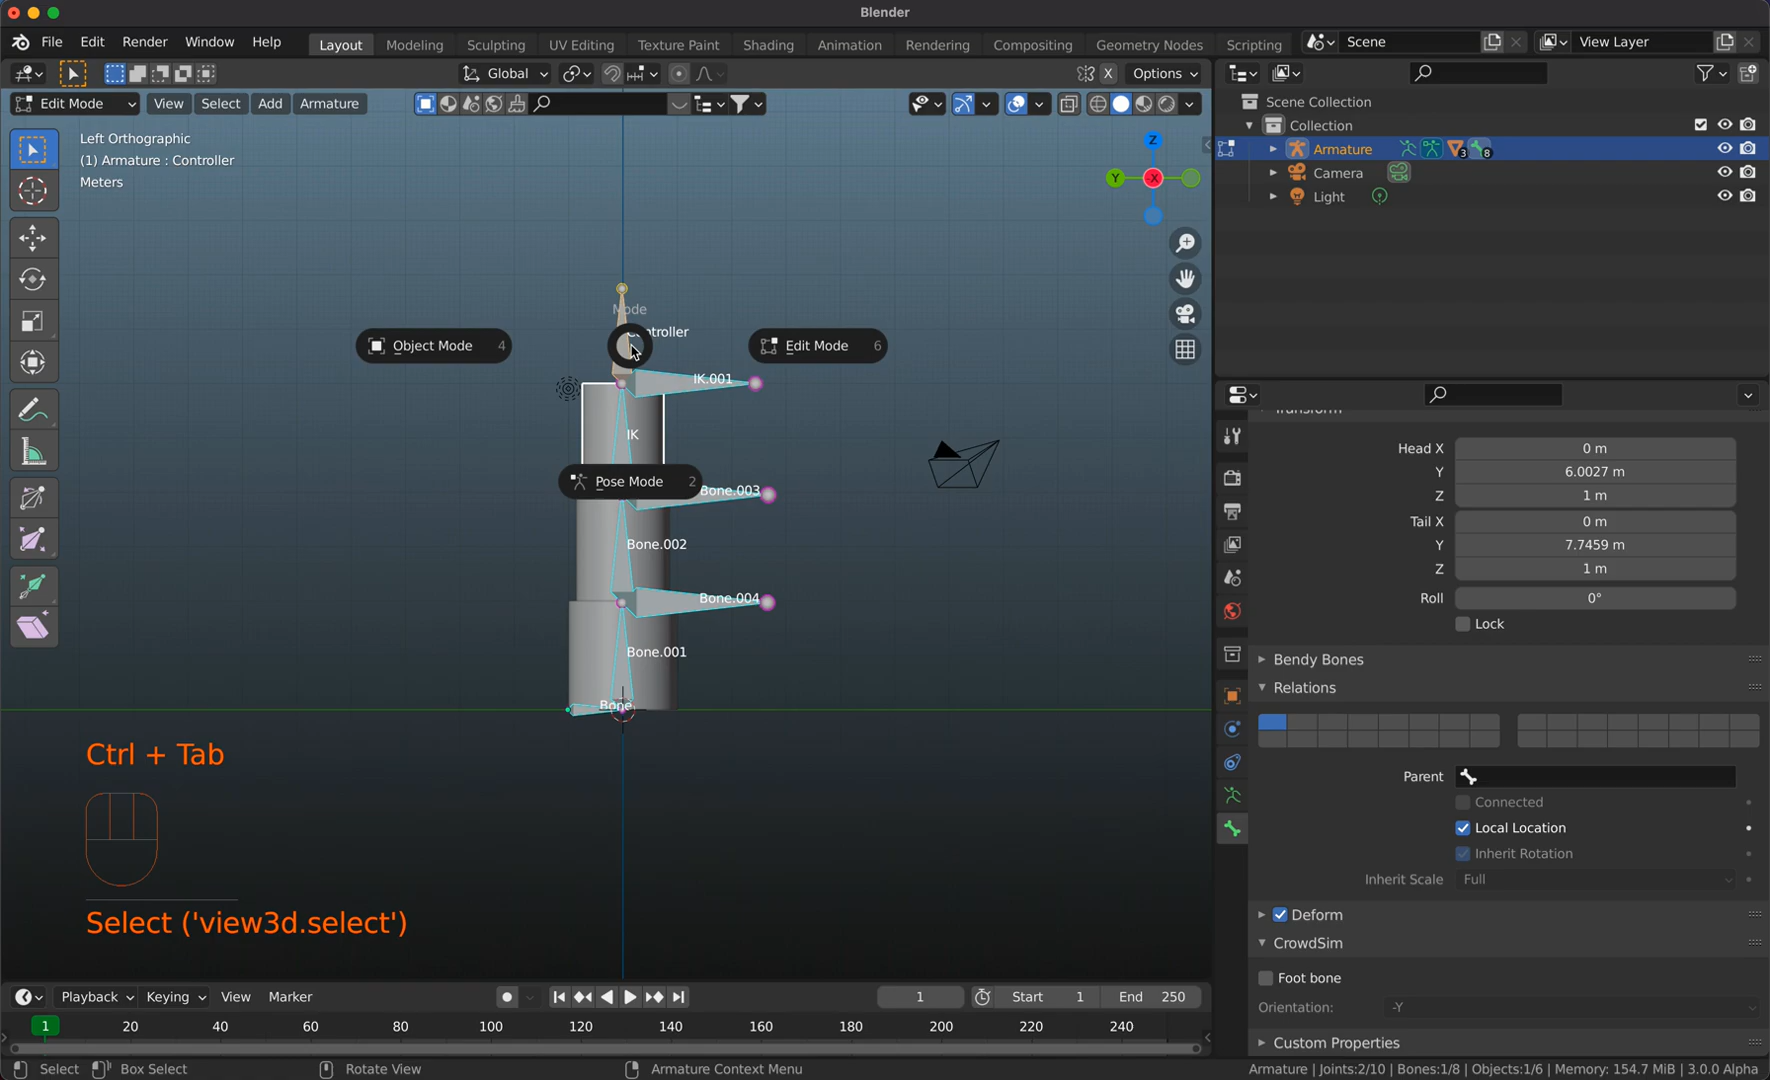 Blender
File Edit Render Window Help
Layout Modeling Sculpting UV Editing Texture Paint Shading Animation Rendering Compositing Geometry Nodes Scripting
Scene
View Layer
Global
X
Options
Edit Mode
View Select Add Armature
Left Orthographic
(1) Armature : Controller
Meters
Z
Y
-X
Mode
Object Mode 4
Edit Mode 6
IK.001
IK
Pose Mode 2
Bone.003
Bone.002
Bone.004
Bone.001
Bone
Ctrl + Tab
Select ('view3d.select')
Scene Collection
Collection
Armature 3 8
Camera
Light
Head X 0 m
Y 6.0027 m
Z 1 m
Tail X 0 m
Y 7.7459 m
Z 1 m
Roll 0°
Lock
Bendy Bones
Relations
Parent
Connected
Local Location
Inherit Rotation
Inherit Scale Full
Deform
CrowdSim
Foot bone
Orientation: -Y
Custom Properties
Playback Keying View Marker
1
Start 1
End 250
1 20 40 60 80 100 120 140 160 180 200 220 240
Select Box Select Rotate View Armature Context Menu
Armature | Joints:2/10 | Bones:1/8 | Objects:1/6 | Memory: 154.7 MiB | 3.0.0 Alpha